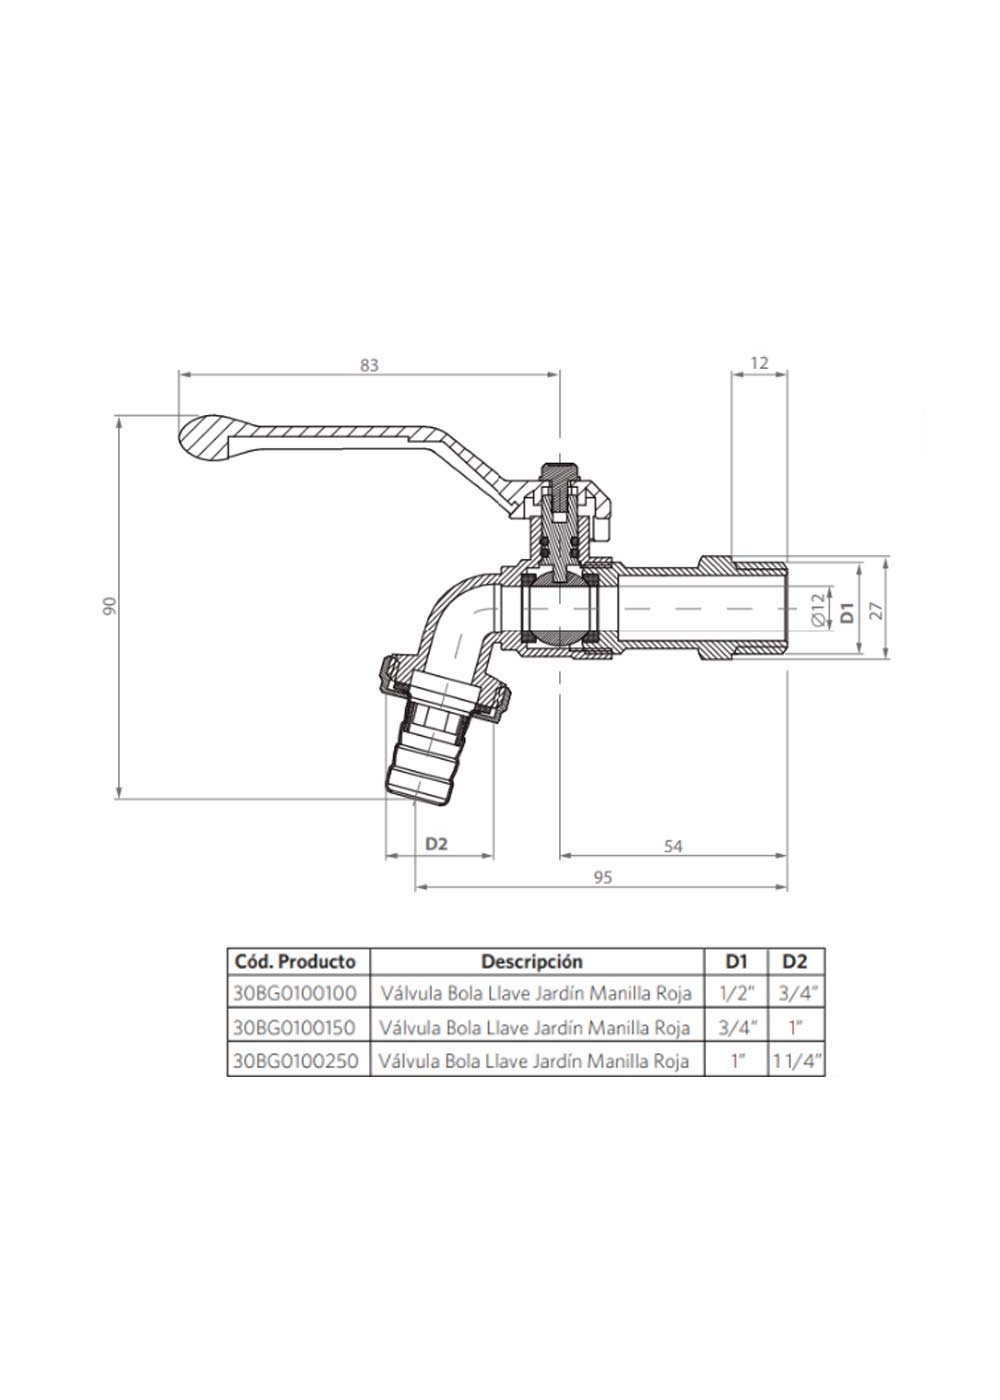 83
12
90
Ø12
D1
27
D2
54
95
Cód. Producto Descripción D1 D2
30BG0100100 Válvula Bola Llave Jardín Manilla Roja 1/2" 3/4"
30BG0100150 Válvula Bola Llave Jardín Manilla Roja 3/4" 1"
30BG0100250 Válvula Bola Llave Jardín Manilla Roja 1" 1 1/4"